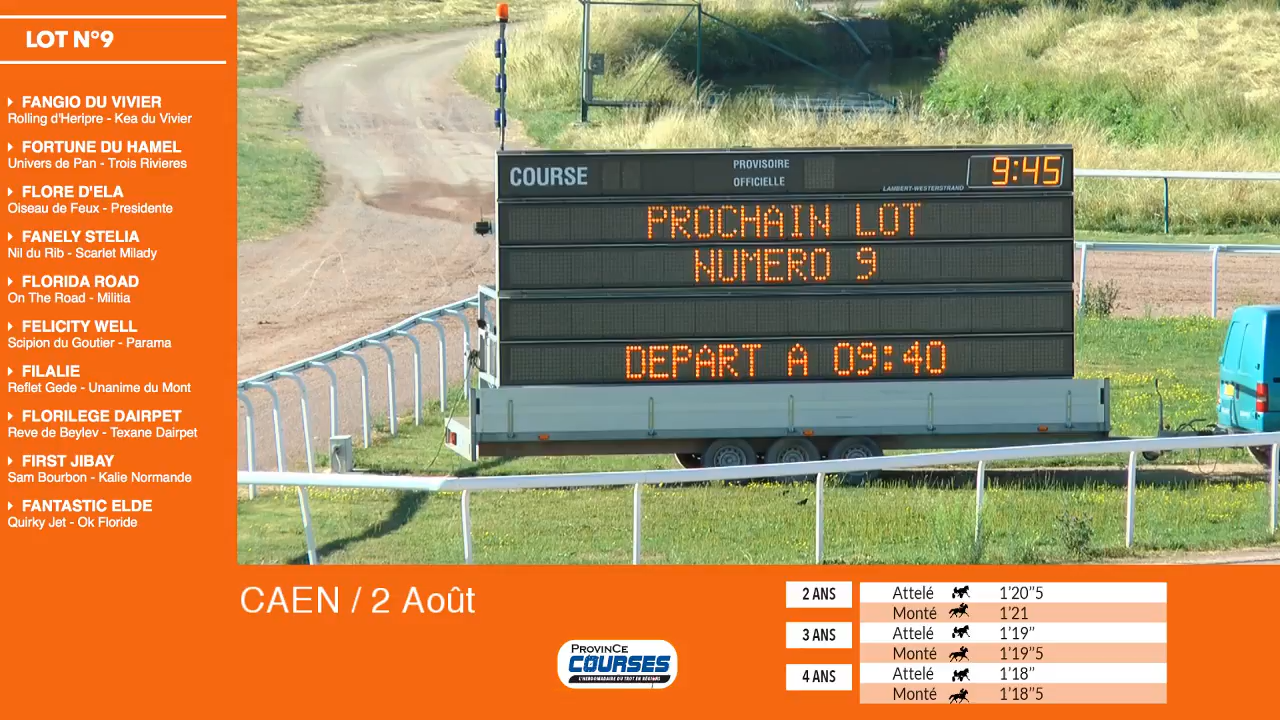 LOT N°9
FANGIO DU VIVIER
Rolling d'Heripre - Kea du Vivier
FORTUNE DU HAMEL
Univers de Pan - Trois Rivieres
FLORE D'ELA
Oiseau de Feux - Presidente
FANELY STELIA
Nil du Rib - Scarlet Milady
FLORIDA ROAD
On The Road - Militia
FELICITY WELL
Scipion du Goutier - Parama
FILALIE
Reflet Gede - Unanime du Mont
FLORILEGE DAIRPET
Reve de Beylev - Texane Dairpet
FIRST JIBAY
Sam Bourbon - Kalie Normande
FANTASTIC ELDE
Quirky Jet - Ok Floride
COURSE
PROVISOIRE
OFFICIELLE
LAMBERT-WESTERSTRAND
9:45
PROCHAIN LOT
NUMERO 9
DEPART A 09:40
CAEN / 2 Août
PROVINCE
COURSES
L'HEBDOMADAIRE DU TROT EN RÉGIONS
2 ANS
Attelé 1'20"5
Monté 1'21
3 ANS
Attelé 1'19"
Monté 1'19"5
4 ANS
Attelé 1'18"
Monté 1'18"5